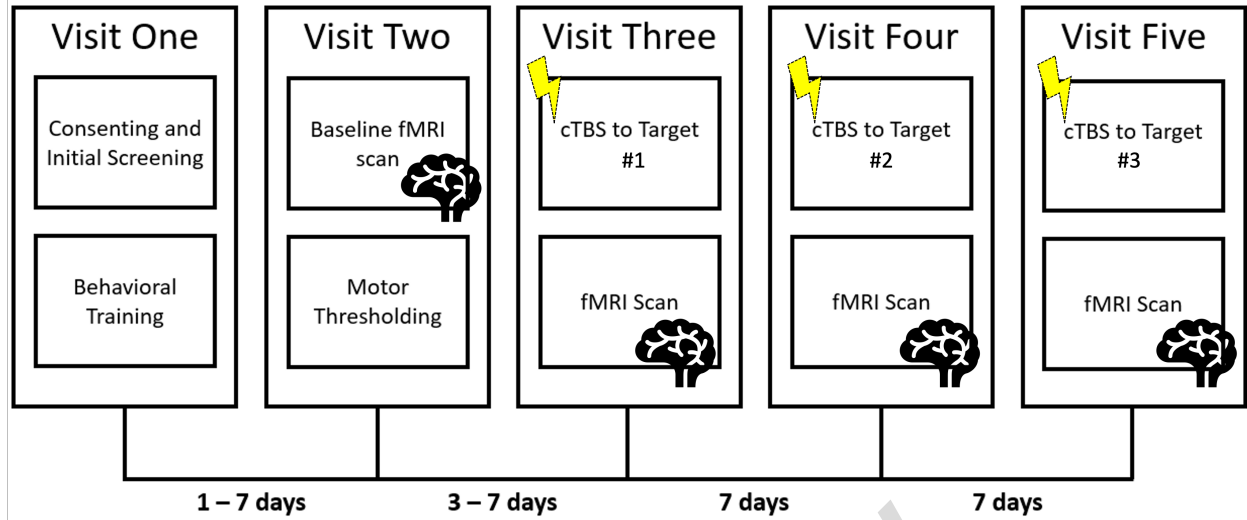 Visit One
Consenting and
Initial Screening
Behavioral
Training
Visit Two
Baseline fMRI
scan
Motor
Thresholding
Visit Three
cTBS to Target
#1
fMRI Scan
Visit Four
cTBS to Target
#2
fMRI Scan
Visit Five
cTBS to Target
#3
fMRI Scan
1 – 7 days
3 – 7 days
7 days
7 days